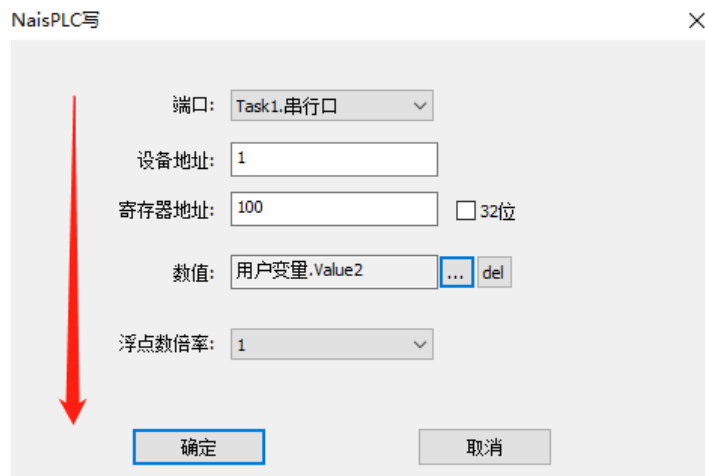 NaisPLC写
端口: Task1.串行口
设备地址: 1
寄存器地址: 100 32位
数值: 用户变量.Value2 ... del
浮点数倍率: 1
确定 取消